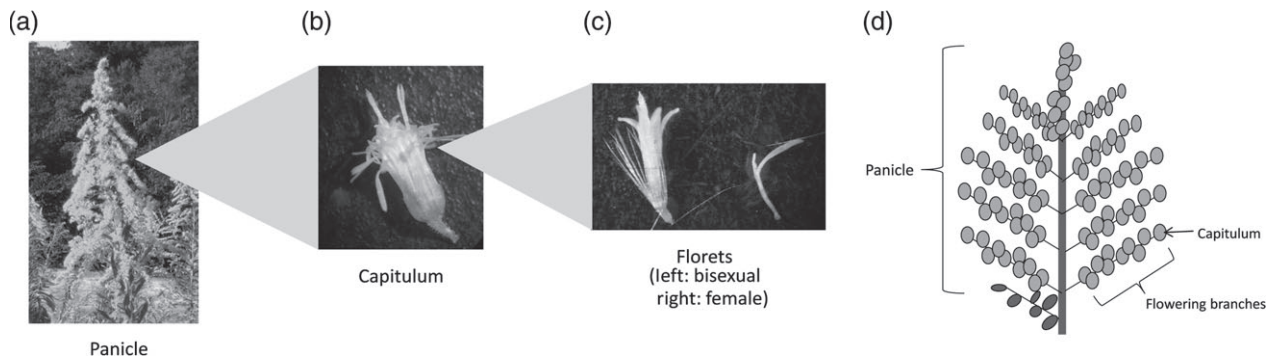 (a)
(b)
(c)
(d)
Panicle
Capitulum
Florets
(left: bisexual
right: female)
Panicle
Capitulum
Flowering branches